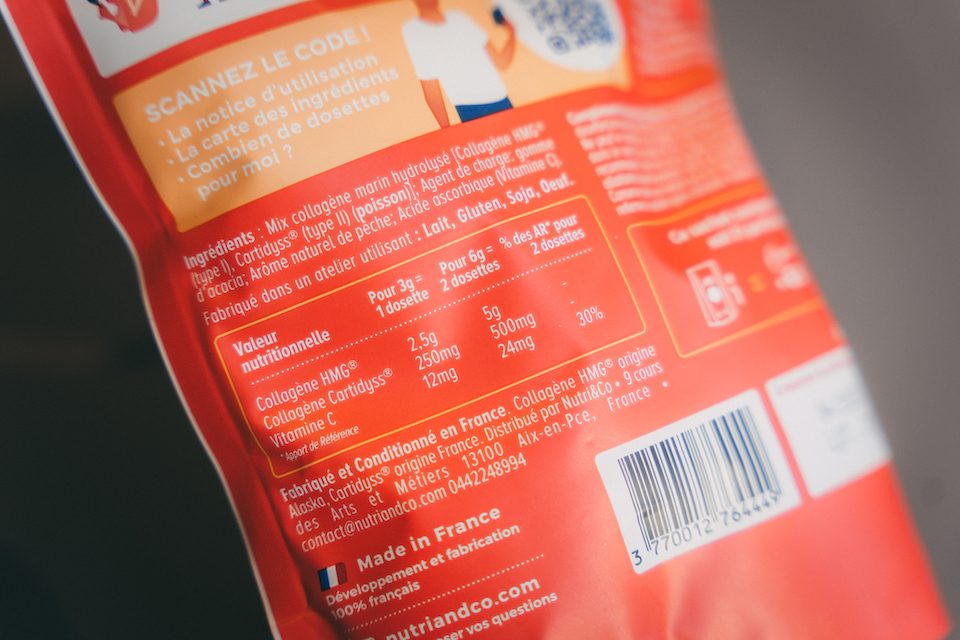 SCANNEZ LE CODE !
• La notice d'utilisation
• La carte des ingrédients
• Combien de dosettes
pour moi ?
Ingrédients : Mix collagène marin hydrolysé (Collagène HMG®
(type I), Cartidyss® (type II) (poisson); Agent de charge: gomme
d'acacia; Arôme naturel de pêche; Acide ascorbique (Vitamine C).
Fabriqué dans un atelier utilisant : Lait, Gluten, Soja, Oeuf.
Valeur nutritionnelle Pour 3g = 1 dosette Pour 6g = 2 dosettes % des AR* pour 2 dosettes
Collagène HMG® 2.5g 5g -
Collagène Cartidyss® 250mg 500mg -
Vitamine C 12mg 24mg 30%
*Apport de Référence
Fabriqué et Conditionné en France. Collagène HMG® origine
Alaska, Cartidyss® origine France. Distribué par Nutri&Co • 9 cours
des Arts et Métiers 13100 Aix-en-Pce, France •
contact@nutriandco.com 0442248994
Made in France
Développement et fabrication
100% français
nutriandco.com
ser vos questions
3 770012 764449